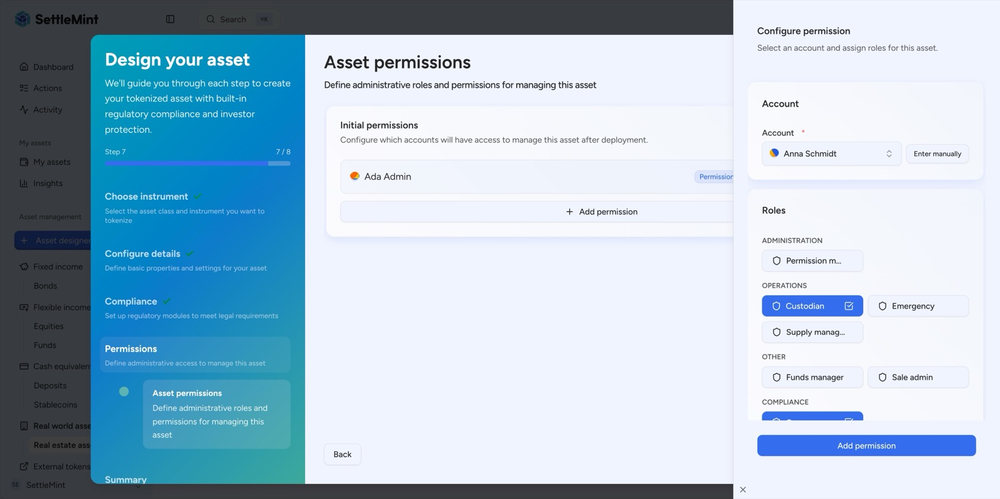 SettleMint
Search
⌘K
Dashboard
Actions
Activity
My assets
My assets
Insights
Asset management
Asset designer
Fixed income
Bonds
Flexible income
Equities
Funds
Cash equivalen
Deposits
Stablecoins
Real world asse
Real estate ass
External tokens
SE
SettleMint
Design your asset
We'll guide you through each step to create
your tokenized asset with built-in
regulatory compliance and investor
protection.
Step 7
7 / 8
Choose instrument
Select the asset class and instrument you want to
tokenize
Configure details
Define basic properties and settings for your asset
Compliance
Set up regulatory modules to meet legal requirements
Permissions
Define administrative access to manage this asset
Asset permissions
Define administrative roles and
permissions for managing this
asset
Summary
Asset permissions
Define administrative roles and permissions for managing this asset
Initial permissions
Configure which accounts will have access to manage this asset after deployment.
Ada Admin
Permission
Add permission
Back
Configure permission
Select an account and assign roles for this asset.
Account
Account *
Anna Schmidt
Enter manually
Roles
ADMINISTRATION
Permission m...
OPERATIONS
Custodian
Emergency
Supply manag...
OTHER
Funds manager
Sale admin
COMPLIANCE
Add permission